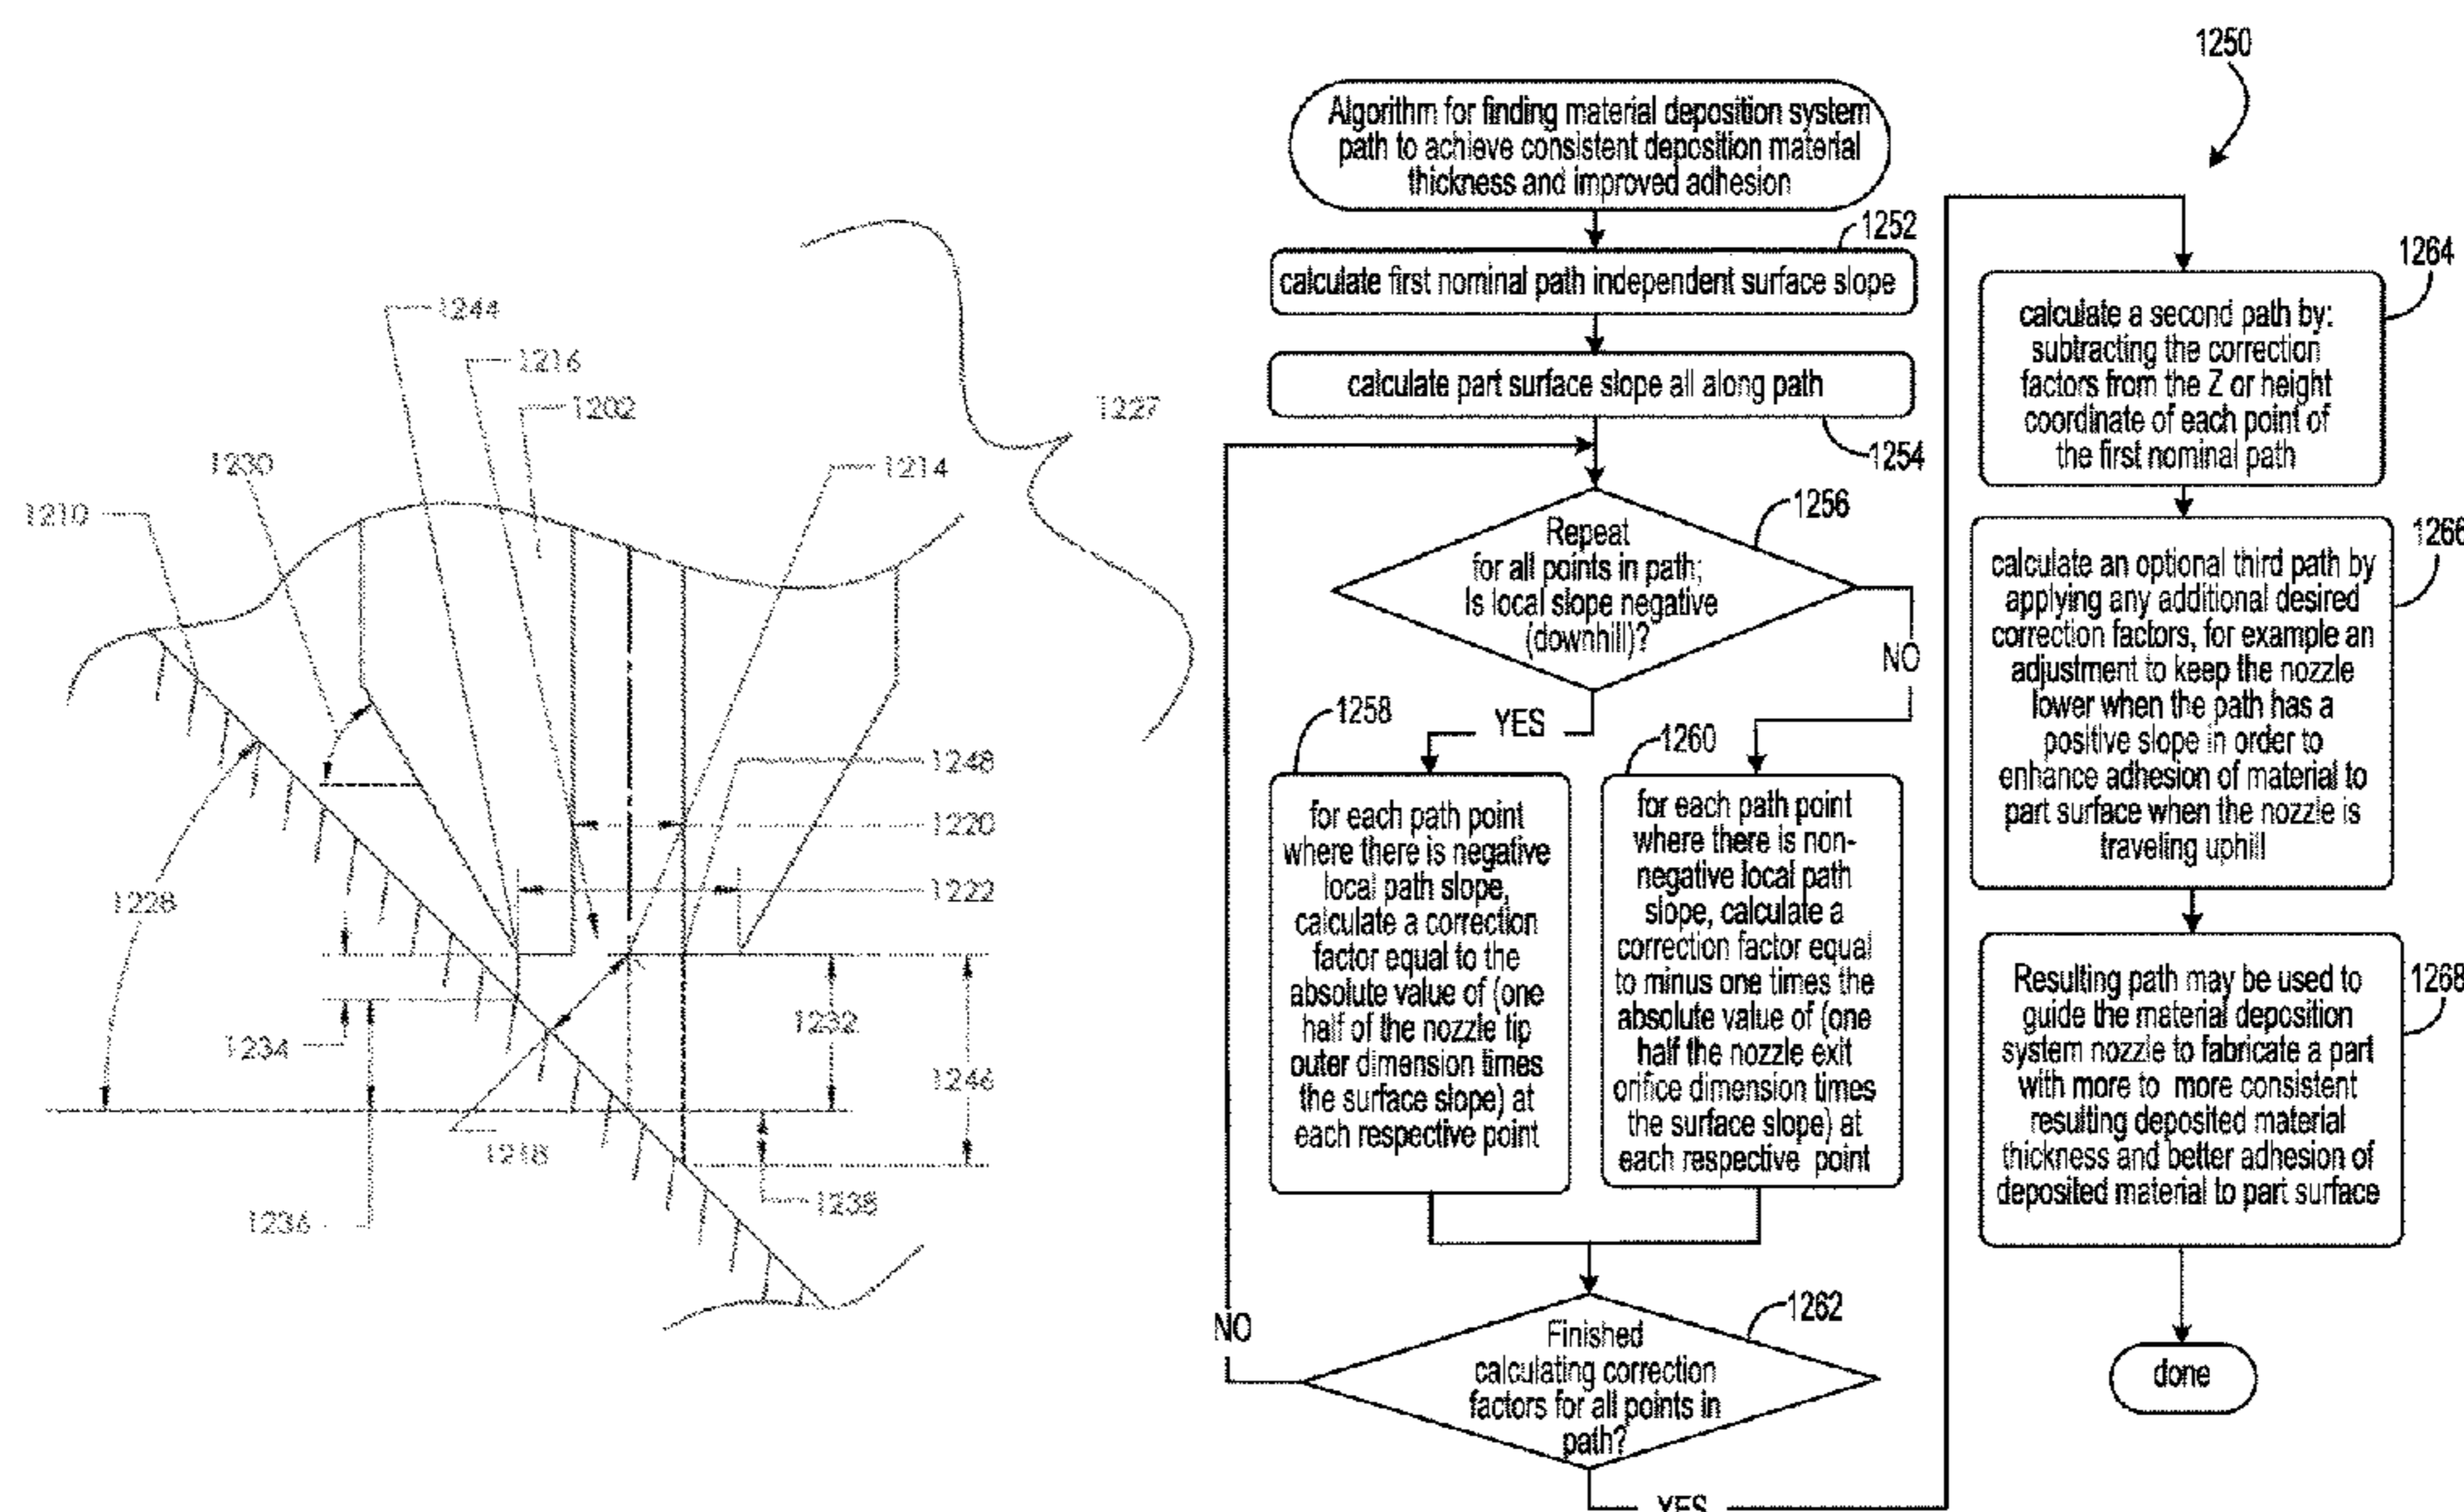 1244
1216
1202
1227
1230
1214
1210
1248
1220
1228
1222
1232
1234
1246
1218
1238
1236
1250
Algorithm for finding material deposition system
path to achieve consistent deposition material
thickness and improved adhesion
1252
calculate first nominal path independent surface slope
calculate part surface slope all along path
1254
1256
Repeat
for all points in path;
Is local slope negative
(downhill)?
NO
YES
1258
for each path point
where there is negative
local path slope,
calculate a correction
factor equal to the
absolute value of (one
half of the nozzle tip
outer dimension times
the surface slope) at
each respective point
1260
for each path point
where there is non-
negative local path
slope, calculate a
correction factor equal
to minus one times the
absolute value of (one
half the nozzle exit
orifice dimension times
the surface slope) at
each respective point
1262
Finished
calculating correction
factors for all points in
path?
NO
YES
1264
calculate a second path by:
subtracting the correction
factors from the Z or height
coordinate of each point of
the first nominal path
1266
calculate an optional third path by
applying any additional desired
correction factors, for example an
adjustment to keep the nozzle
lower when the path has a
positive slope in order to
enhance adhesion of material to
part surface when the nozzle is
traveling uphill
1268
Resulting path may be used to
guide the material deposition
system nozzle to fabricate a part
with more to more consistent
resulting deposited material
thickness and better adhesion of
deposited material to part surface
done